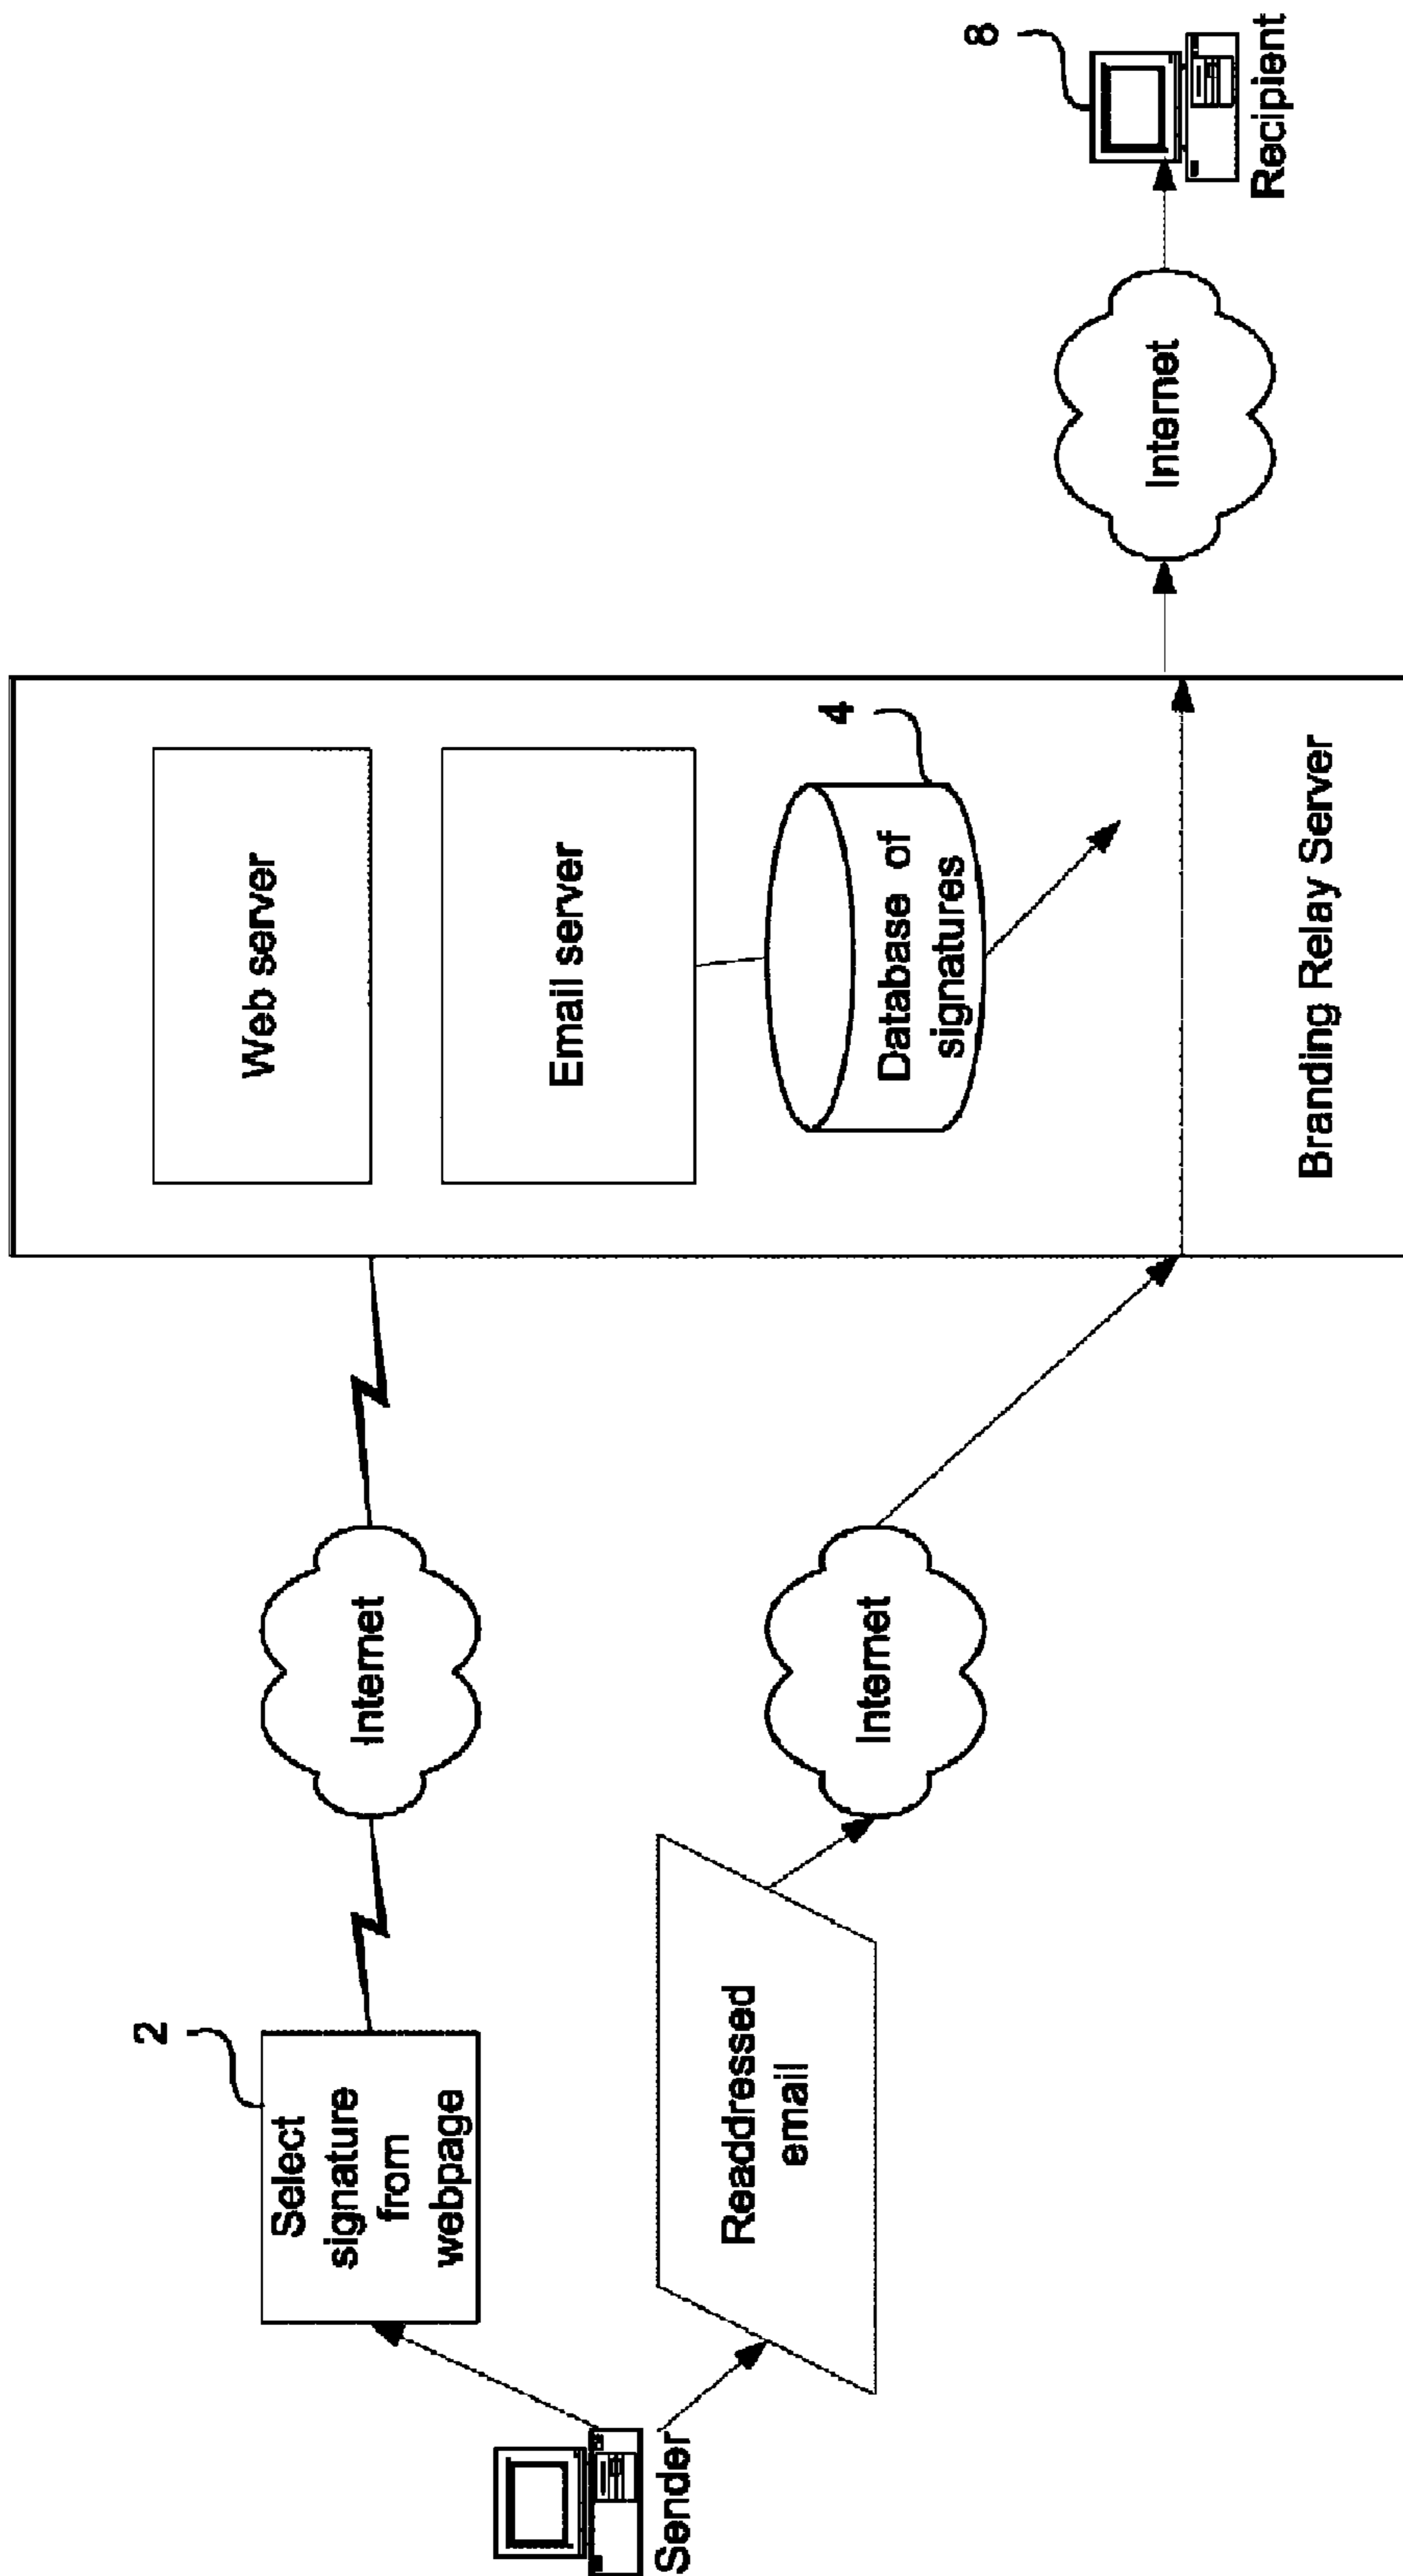 Sender
2
Select
signature
from
webpage
Readdressed
email
Internet
Internet
Web server
Email server
4
Database of
signatures
Branding Relay Server
Internet
8
Recipient